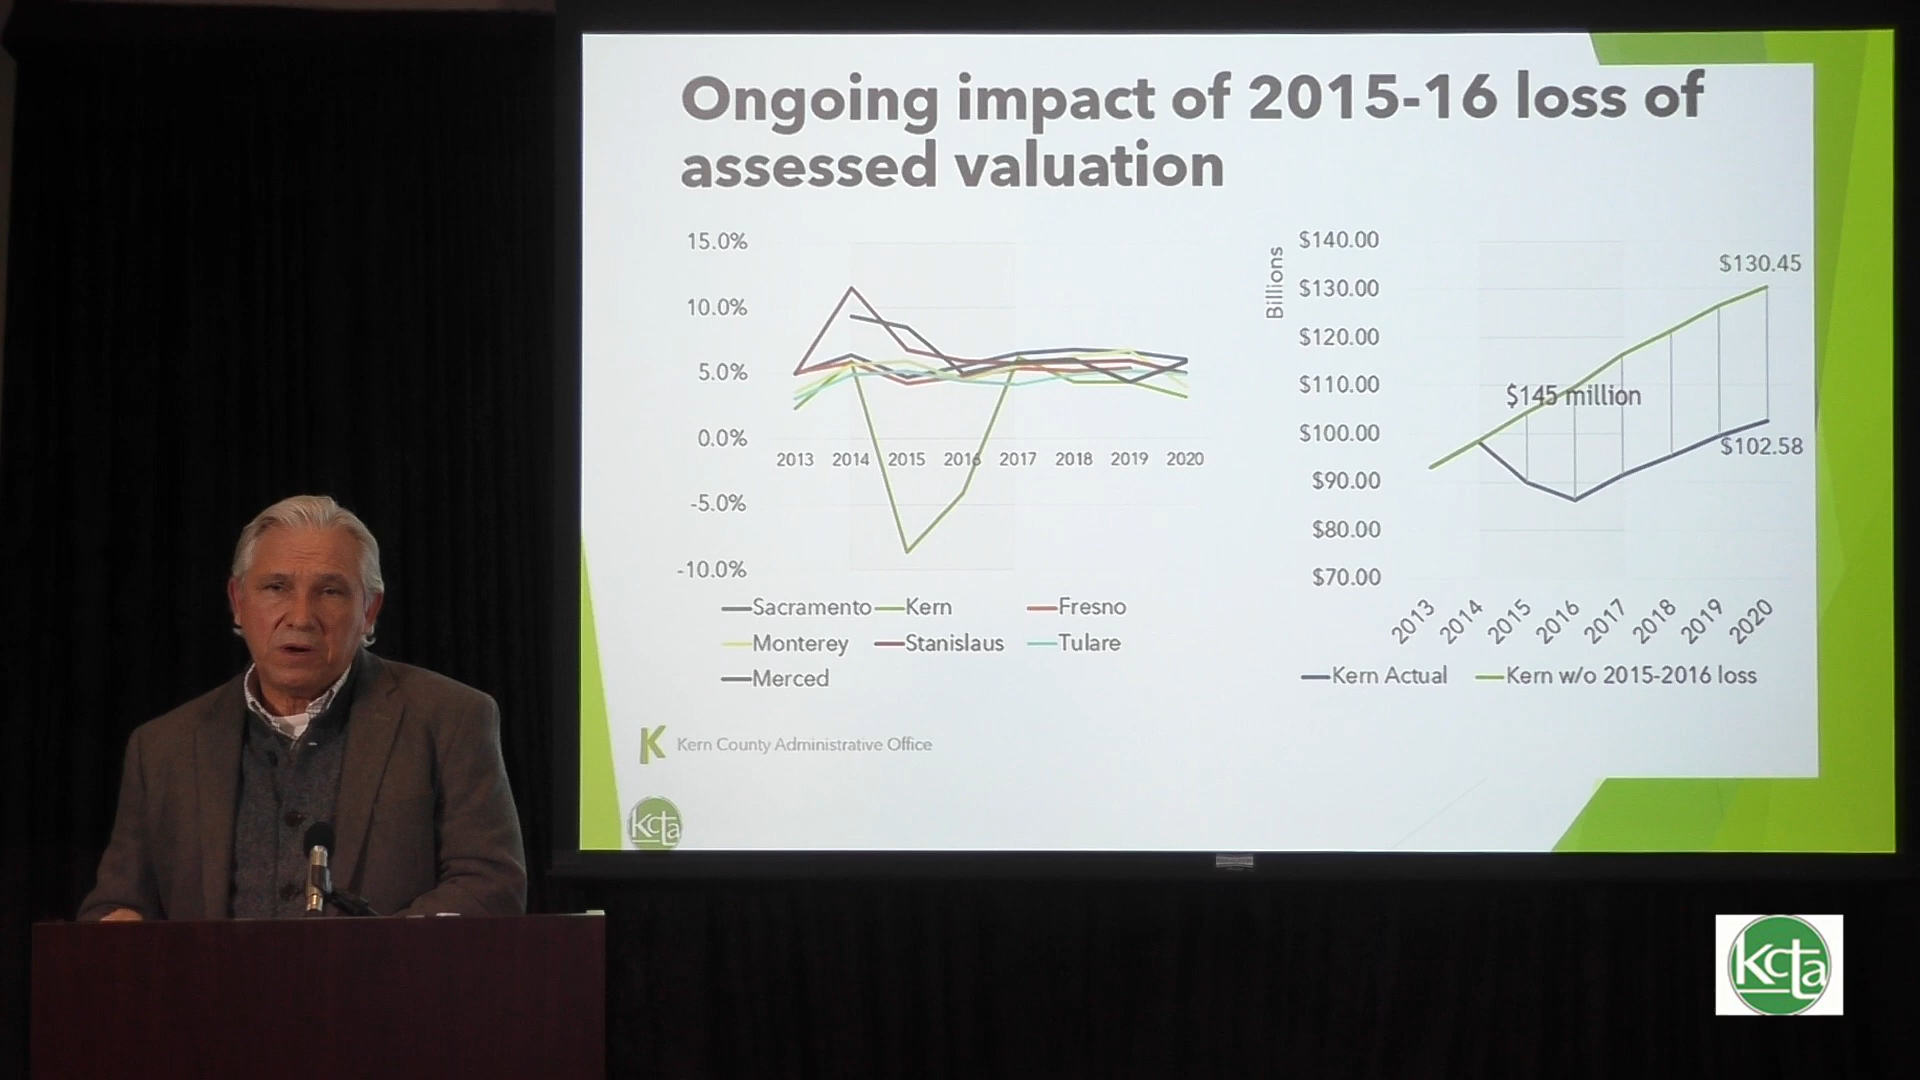 Ongoing impact of 2015-16 loss of
assessed valuation
15.0%
10.0%
5.0%
0.0%
-5.0%
-10.0%
2013 2014 2015 2016 2017 2018 2019 2020
Sacramento Kern Fresno
Monterey Stanislaus Tulare
Merced
Billions
$140.00
$130.00
$120.00
$110.00
$100.00
$90.00
$80.00
$70.00
$130.45
$145 million
$102.58
2013 2014 2015 2016 2017 2018 2019 2020
Kern Actual Kern w/o 2015-2016 loss
K Kern County Administrative Office
Kcta
Kcta